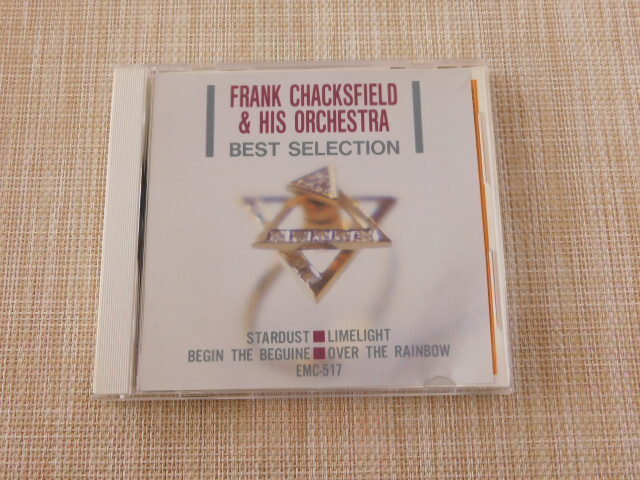 FRANK CHACKSFIELD
& HIS ORCHESTRA
BEST SELECTION
STARDUST ■ LIMELIGHT
BEGIN THE BEGUINE ■ OVER THE RAINBOW
EMC-517